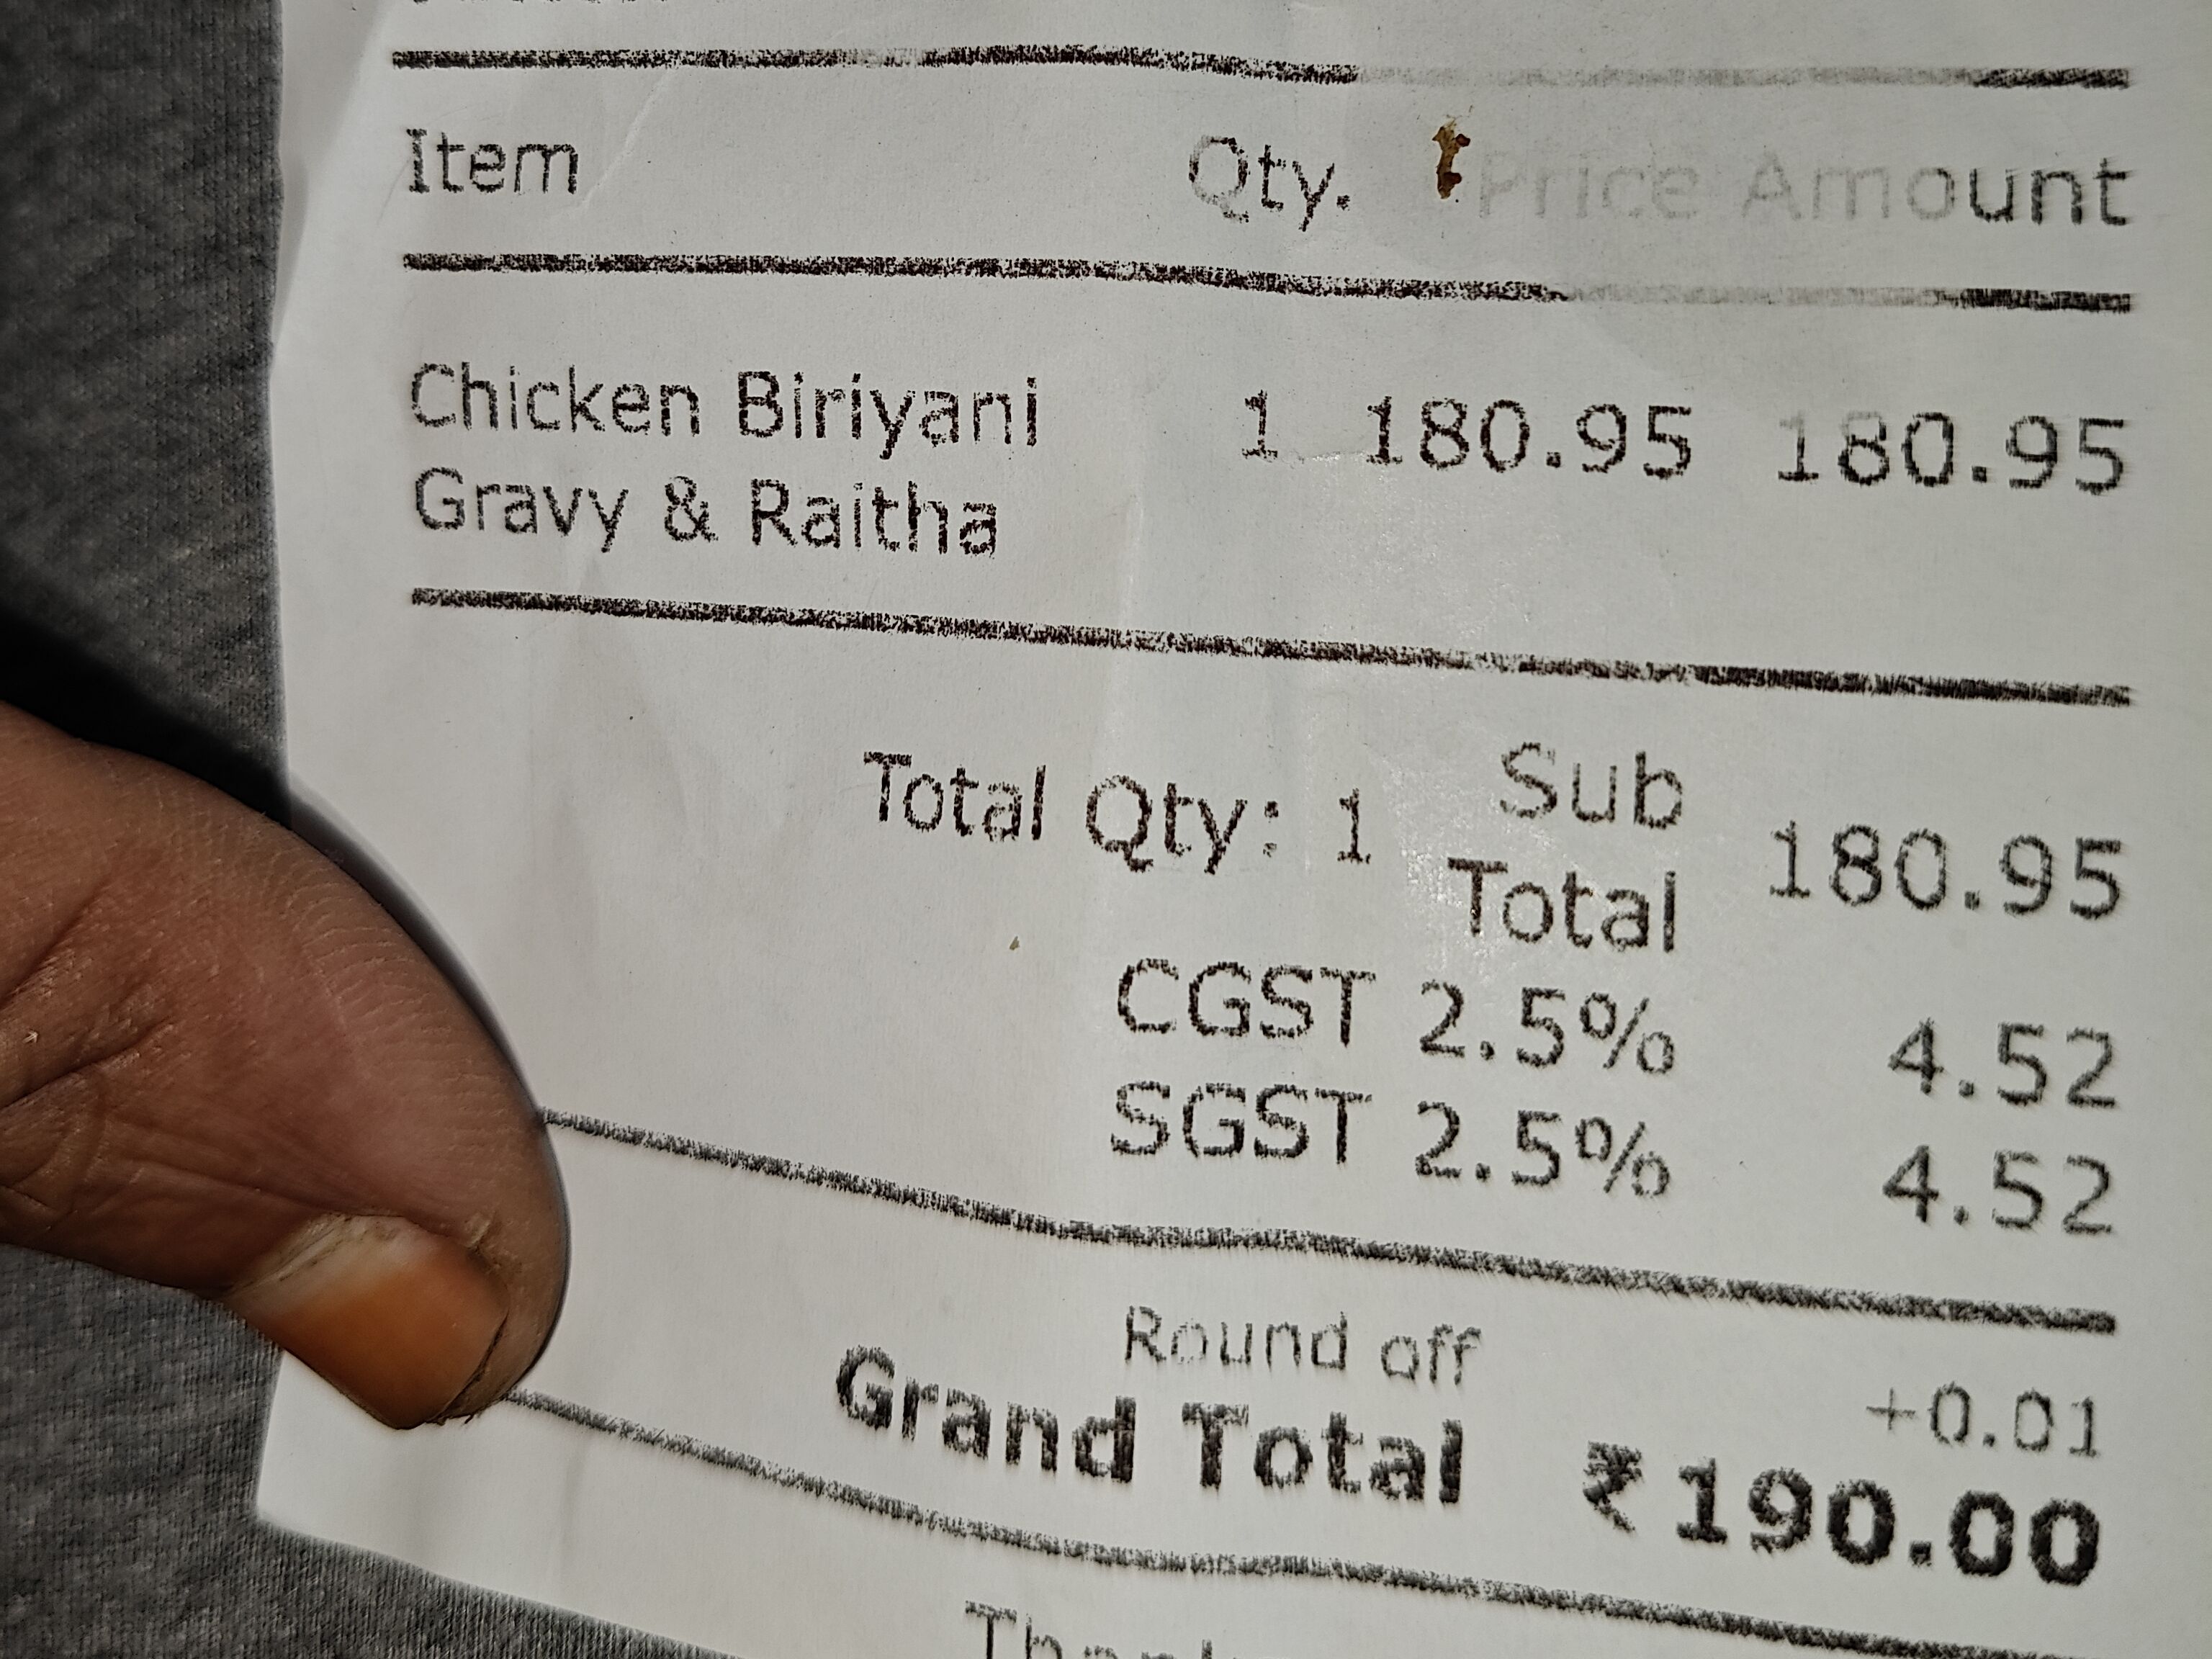 Item Qty. Price Amount
Chicken Biriyani 1 180.95 180.95
Gravy & Raitha
Total Qty: 1 Sub Total 180.95
CGST 2.5% 4.52
SGST 2.5% 4.52
Round off +0.01
Grand Total ₹190.00